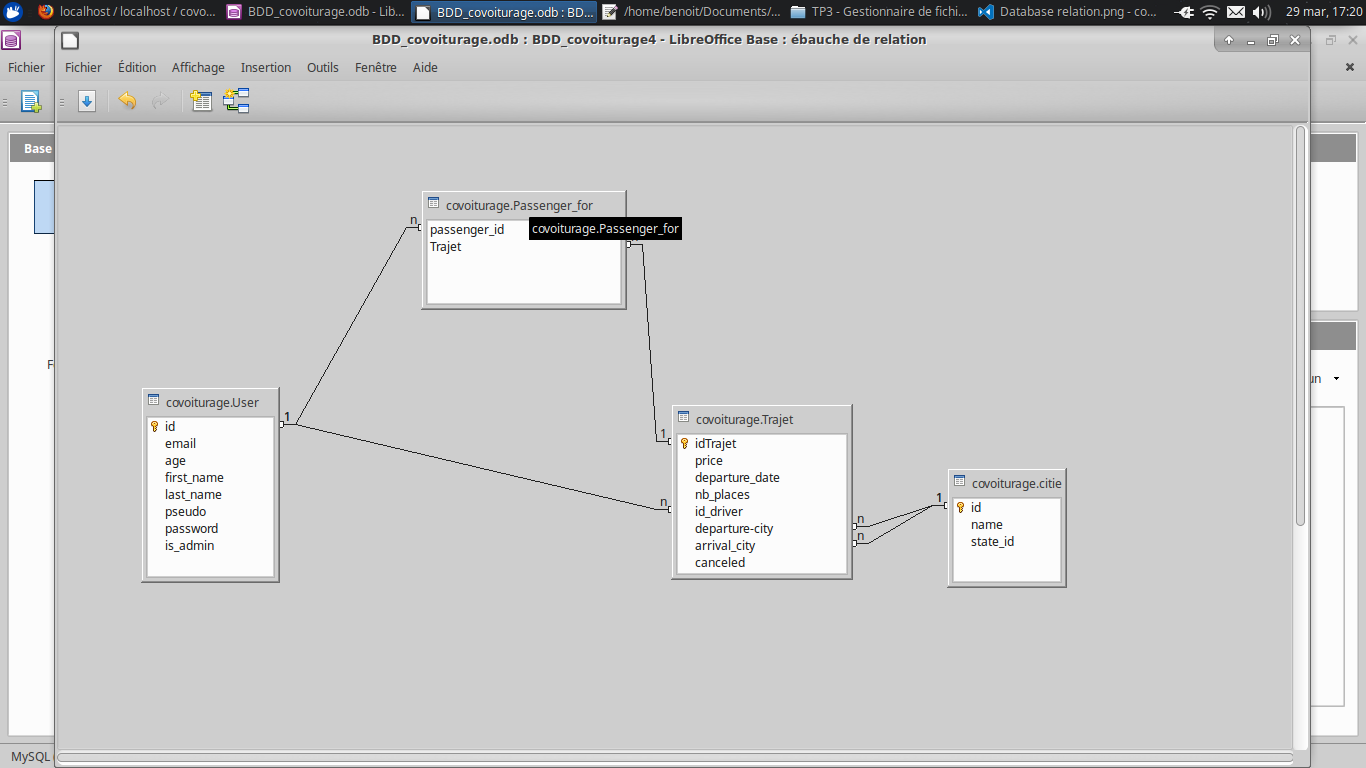 localhost / localhost / covo...
BDD_covoiturage.odb - Lib...
BDD_covoiturage.odb : BD...
/home/benoit/Documents/...
TP3 - Gestionnaire de fichi...
Database relation.png - co...
29 mar, 17:20
BDD_covoiturage.odb : BDD_covoiturage4 - LibreOffice Base : ébauche de relation
Fichier
Fichier Édition Affichage Insertion Outils Fenêtre Aide
Base
F
un
MySQL
covoiturage.Passenger_for
n
passenger_id
Trajet
covoiturage.Passenger_for
covoiturage.User
1
id
email
age
first_name
last_name
pseudo
password
is_admin
covoiturage.Trajet
1
idTrajet
price
departure_date
nb_places
n
id_driver
departure-city
arrival_city
canceled
n
n
covoiturage.citie
1
id
name
state_id